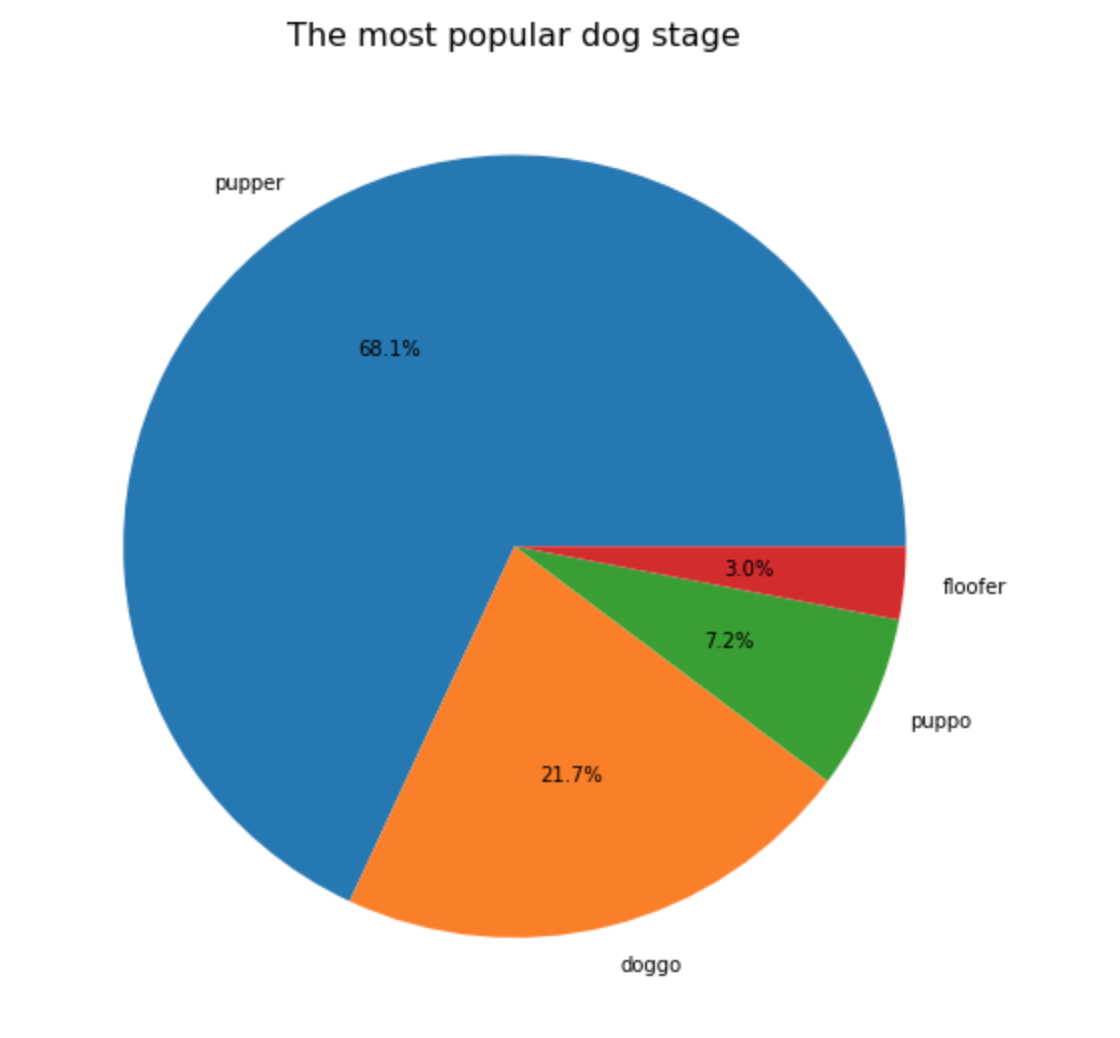 The most popular dog stage
pupper
68.1%
3.0%
floofer
7.2%
puppo
21.7%
doggo